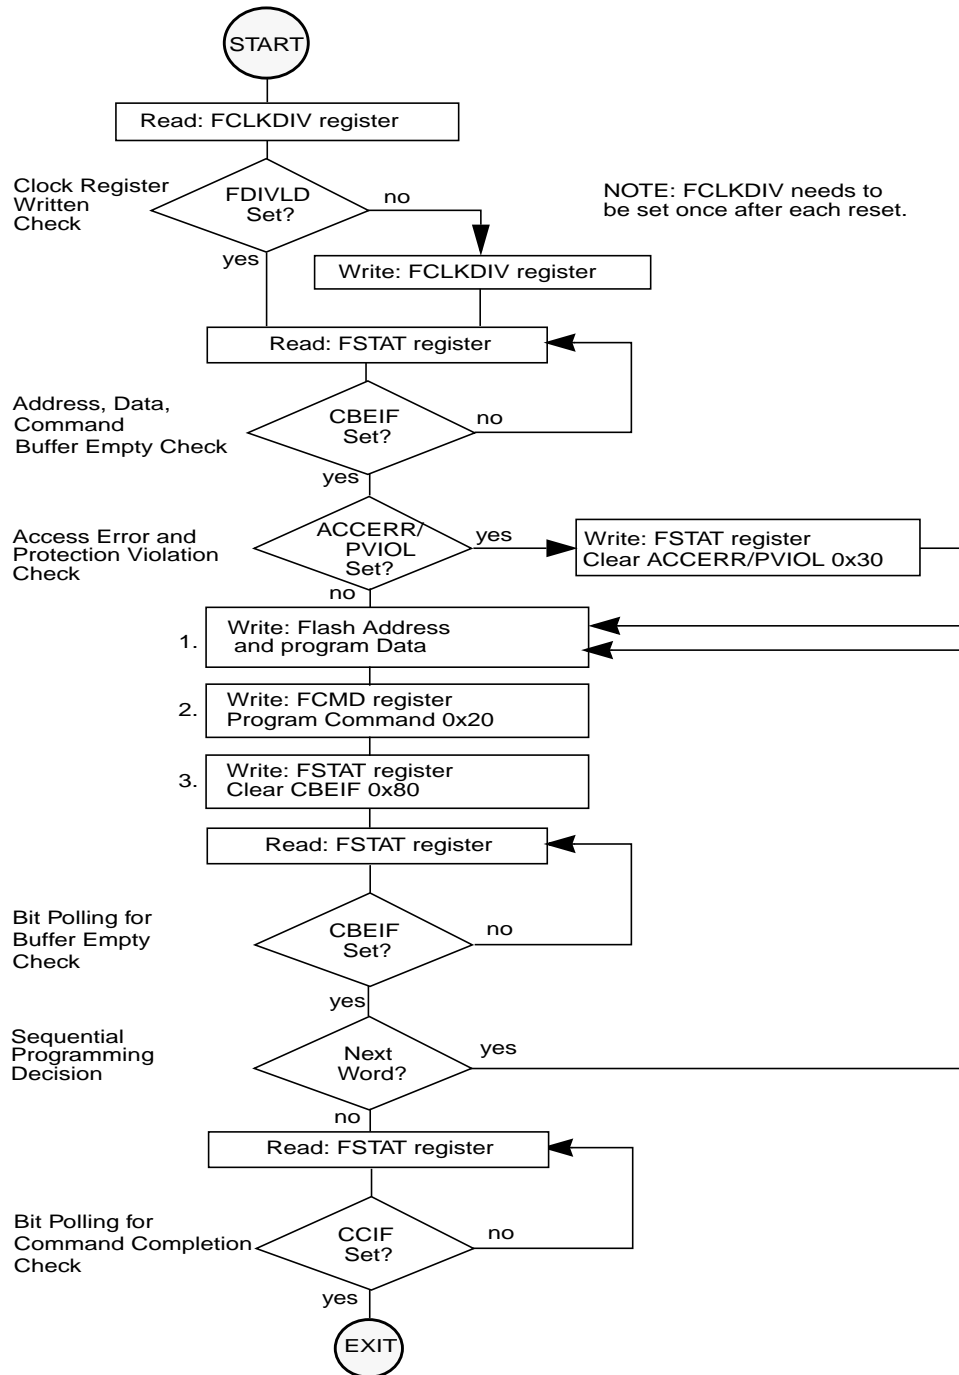 START
Read: FCLKDIV register
Clock Register
Written
Check
FDIVLD
Set?
no
yes
NOTE: FCLKDIV needs to
be set once after each reset.
Write: FCLKDIV register
Read: FSTAT register
Address, Data,
Command
Buffer Empty Check
CBEIF
Set?
no
yes
Access Error and
Protection Violation
Check
ACCERR/
PVIOL
Set?
yes
no
Write: FSTAT register
Clear ACCERR/PVIOL 0x30
1.
Write: Flash Address
and program Data
2.
Write: FCMD register
Program Command 0x20
3.
Write: FSTAT register
Clear CBEIF 0x80
Read: FSTAT register
Bit Polling for
Buffer Empty
Check
CBEIF
Set?
no
yes
Sequential
Programming
Decision
Next
Word?
yes
no
Read: FSTAT register
Bit Polling for
Command Completion
Check
CCIF
Set?
no
yes
EXIT